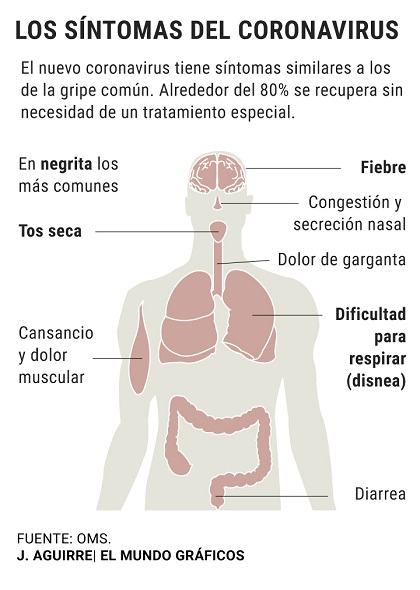 LOS SÍNTOMAS DEL CORONAVIRUS
El nuevo coronavirus tiene síntomas similares a los
de la gripe común. Alrededor del 80% se recupera sin
necesidad de un tratamiento especial.
En negrita los
más comunes
Fiebre
Congestión y
secreción nasal
Tos seca
Dolor de garganta
Dificultad
para
respirar
(disnea)
Cansancio
y dolor
muscular
Diarrea
FUENTE: OMS.
J. AGUIRRE| EL MUNDO GRÁFICOS